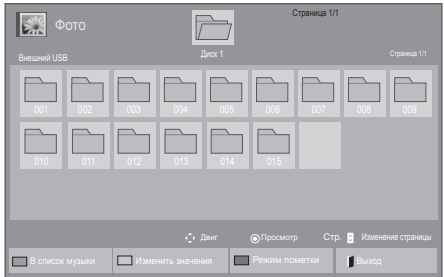 Фото
Страница 1/1
Внешний USB
Диск 1
Страница 1/1
001 002 003 004 005 006 007 008 009
010 011 012 013 014 015
Двиг Просмотр Стр. Изменение страницы
В список музыки Изменить значения Режим пометки Выход